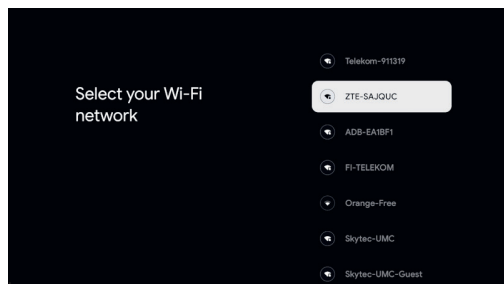 Select your Wi-Fi
network
Telekom-911319
ZTE-SAJQUC
ADB-EA1BF1
FI-TELEKOM
Orange-Free
Skytec-UMC
Skytec-UMC-Guest